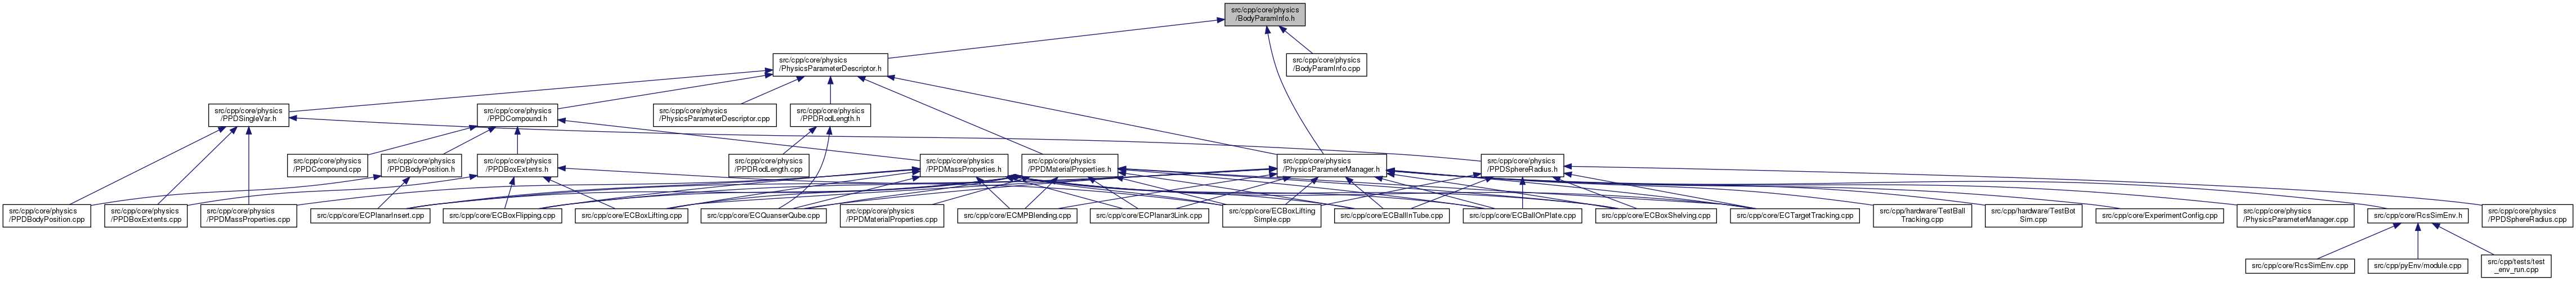 src/cpp/core/physics
/BodyParamInfo.h
src/cpp/core/physics
/PhysicsParameterDescriptor.h
src/cpp/core/physics
/BodyParamInfo.cpp
src/cpp/core/physics
/PPDSingleVar.h
src/cpp/core/physics
/PPDCompound.h
src/cpp/core/physics
/PhysicsParameterDescriptor.cpp
src/cpp/core/physics
/PPDRodLength.h
src/cpp/core/physics
/PPDCompound.cpp
src/cpp/core/physics
/PPDBodyPosition.h
src/cpp/core/physics
/PPDBoxExtents.h
src/cpp/core/physics
/PPDRodLength.cpp
src/cpp/core/physics
/PPDMassProperties.h
src/cpp/core/physics
/PPDMaterialProperties.h
src/cpp/core/physics
/PhysicsParameterManager.h
src/cpp/core/physics
/PPDSphereRadius.h
src/cpp/core/physics
/PPDBodyPosition.cpp
src/cpp/core/physics
/PPDBoxExtents.cpp
src/cpp/core/physics
/PPDMassProperties.cpp
src/cpp/core/ECPlanarInsert.cpp
src/cpp/core/ECBoxFlipping.cpp
src/cpp/core/ECBoxLifting.cpp
src/cpp/core/ECQuanserQube.cpp
src/cpp/core/physics
/PPDMaterialProperties.cpp
src/cpp/core/ECMPBlending.cpp
src/cpp/core/ECPlanar3Link.cpp
src/cpp/core/ECBoxLifting
Simple.cpp
src/cpp/core/ECBallInTube.cpp
src/cpp/core/ECBallOnPlate.cpp
src/cpp/core/ECBoxShelving.cpp
src/cpp/core/ECTargetTracking.cpp
src/cpp/hardware/TestBall
Tracking.cpp
src/cpp/hardware/TestBot
Sim.cpp
src/cpp/core/ExperimentConfig.cpp
src/cpp/core/physics
/PhysicsParameterManager.cpp
src/cpp/core/RcsSimEnv.h
src/cpp/core/physics
/PPDSphereRadius.cpp
src/cpp/core/RcsSimEnv.cpp
src/cpp/pyEnv/module.cpp
src/cpp/tests/test
_env_run.cpp